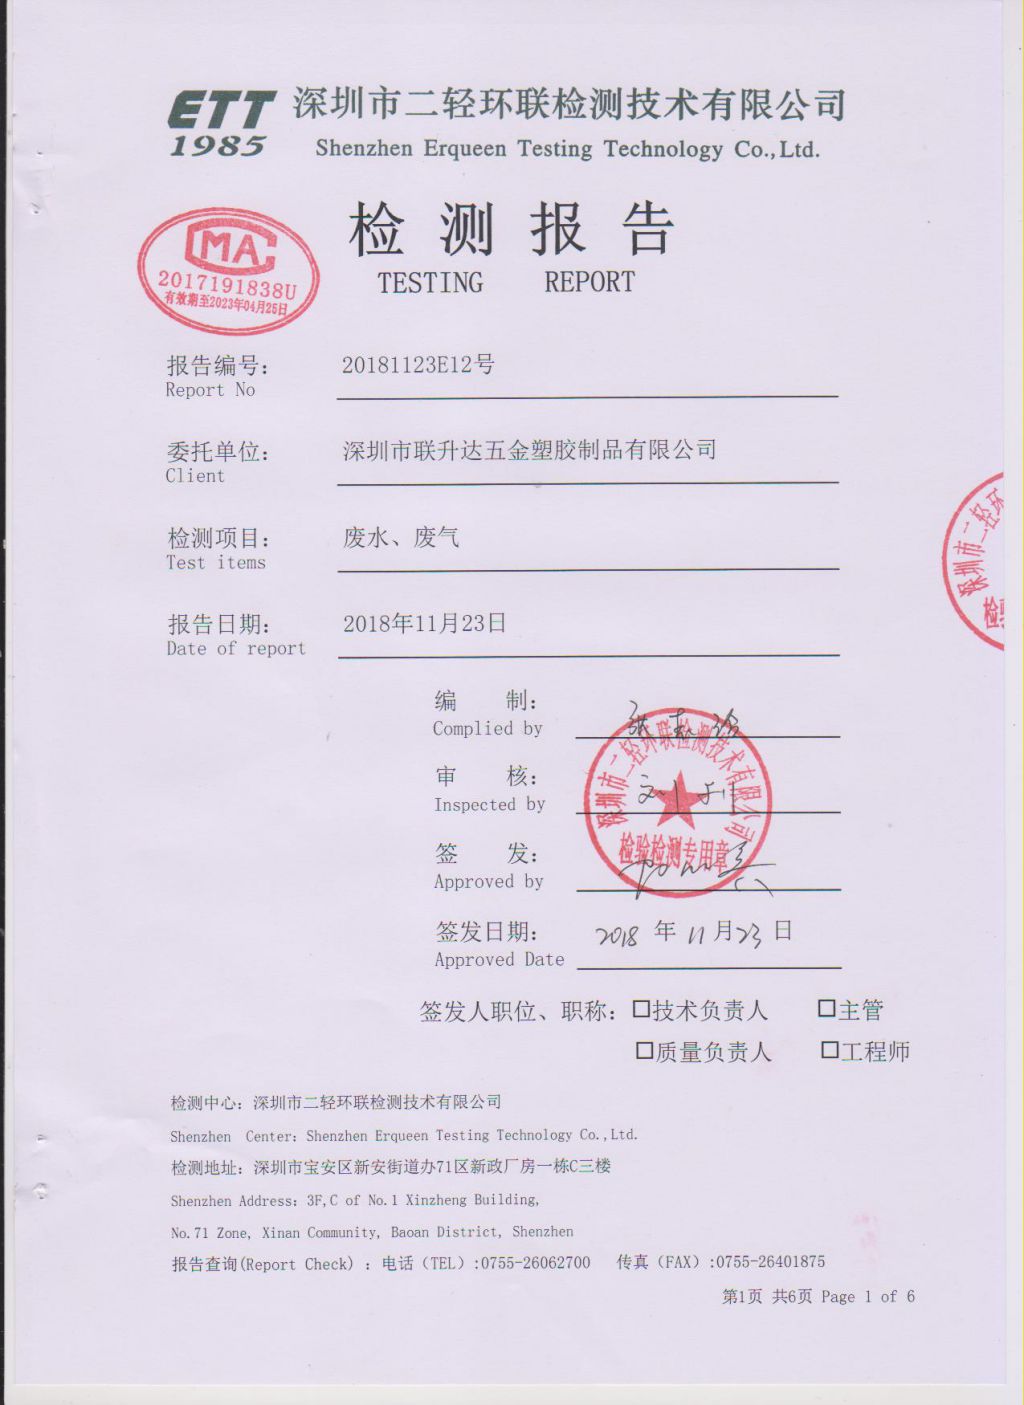 ETT 深圳市二轻环联检测技术有限公司
1985 Shenzhen Erqueen Testing Technology Co.,Ltd.
检测报告
TESTING REPORT
CMA
2017191838U
有效期至2023年04月25日
报告编号: 20181123E12号
Report No
委托单位: 深圳市联升达五金塑胶制品有限公司
Client
检测项目: 废水、废气
Test items
报告日期: 2018年11月23日
Date of report
编 制:
Complied by
审 核:
Inspected by
签 发:
Approved by
深圳市二轻环联检测技术有限公司
检验检测专用章
签发日期: 2018 年 11 月 23 日
Approved Date
深圳市二轻环
检
签发人职位、职称: □技术负责人 □主管
□质量负责人 □工程师
检测中心: 深圳市二轻环联检测技术有限公司
Shenzhen Center: Shenzhen Erqueen Testing Technology Co.,Ltd.
检测地址: 深圳市宝安区新安街道办71区新政厂房一栋C三楼
Shenzhen Address: 3F,C of No.1 Xinzheng Building,
No.71 Zone, Xinan Community, Baoan District, Shenzhen
报告查询(Report Check) : 电话（TEL）:0755-26062700 传真（FAX）:0755-26401875
第1页 共6页 Page 1 of 6